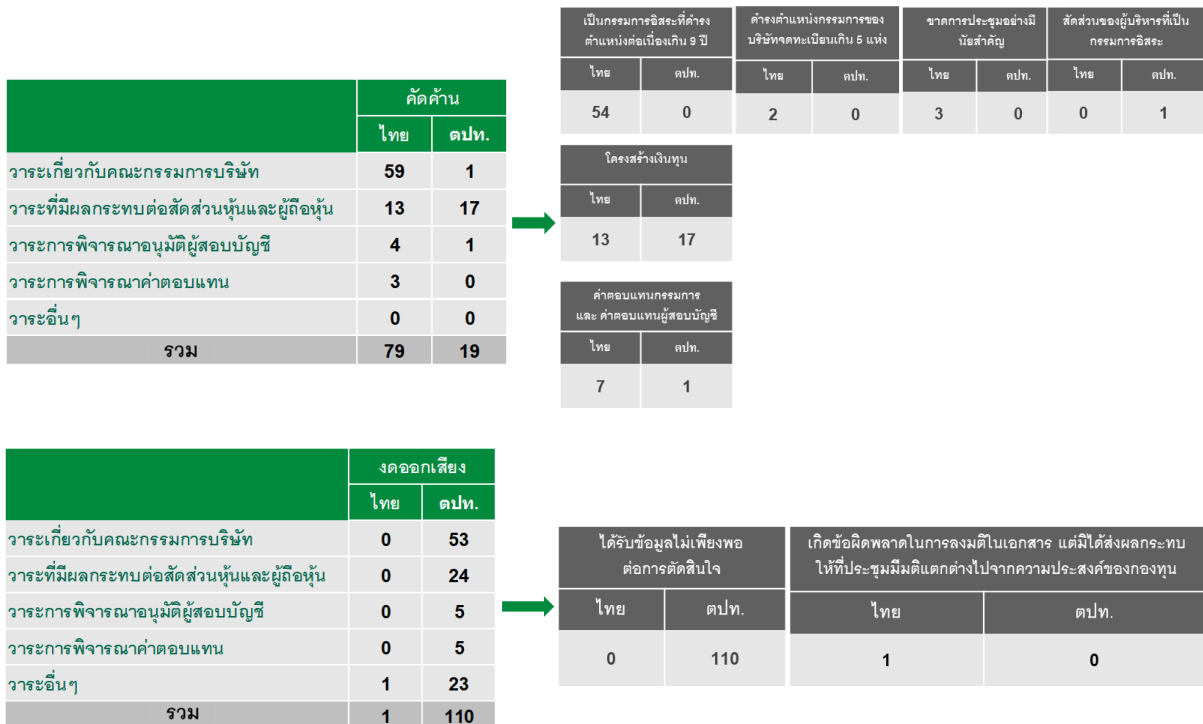 เป็นกรรมการอิสระที่ดำรง
ตำแหน่งต่อเนื่องเกิน 9 ปี
ไทย ตปท.
54 0
ดำรงตำแหน่งกรรมการของ
บริษัทจดทะเบียนเกิน 5 แห่ง
ไทย ตปท.
2 0
ขาดการประชุมอย่างมี
นัยสำคัญ
ไทย ตปท.
3 0
สัดส่วนของผู้บริหารที่เป็น
กรรมการอิสระ
ไทย ตปท.
0 1
คัดค้าน
ไทย ตปท.
วาระเกี่ยวกับคณะกรรมการบริษัท 59 1
วาระที่มีผลกระทบต่อสัดส่วนหุ้นและผู้ถือหุ้น 13 17
วาระการพิจารณาอนุมัติผู้สอบบัญชี 4 1
วาระการพิจารณาค่าตอบแทน 3 0
วาระอื่นๆ 0 0
รวม 79 19
โครงสร้างเงินทุน
ไทย ตปท.
13 17
ค่าตอบแทนกรรมการ
และ ค่าตอบแทนผู้สอบบัญชี
ไทย ตปท.
7 1
งดออกเสียง
ไทย ตปท.
วาระเกี่ยวกับคณะกรรมการบริษัท 0 53
วาระที่มีผลกระทบต่อสัดส่วนหุ้นและผู้ถือหุ้น 0 24
วาระการพิจารณาอนุมัติผู้สอบบัญชี 0 5
วาระการพิจารณาค่าตอบแทน 0 5
วาระอื่นๆ 1 23
รวม 1 110
ได้รับข้อมูลไม่เพียงพอ
ต่อการตัดสินใจ
ไทย ตปท.
0 110
เกิดข้อผิดพลาดในการลงมติในเอกสาร แต่มิได้ส่งผลกระทบ
ให้ที่ประชุมมีมติแตกต่างไปจากความประสงค์ของกองทุน
ไทย ตปท.
1 0